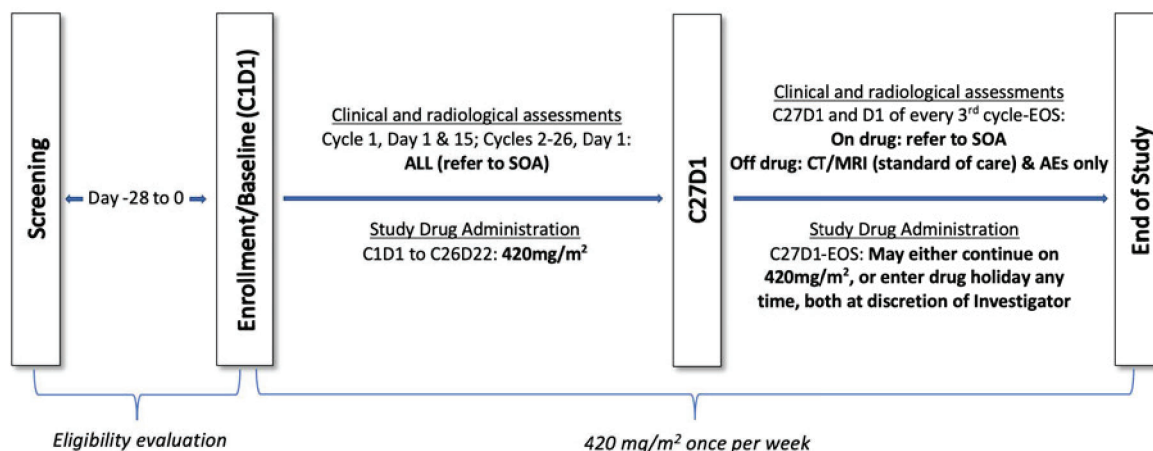 Screening
Day -28 to 0
Enrollment/Baseline (C1D1)
Clinical and radiological assessments
Cycle 1, Day 1 & 15; Cycles 2-26, Day 1:
ALL (refer to SOA)
Study Drug Administration
C1D1 to C26D22: 420mg/m²
C27D1
Clinical and radiological assessments
C27D1 and D1 of every 3rd cycle-EOS:
On drug: refer to SOA
Off drug: CT/MRI (standard of care) & AEs only
Study Drug Administration
C27D1-EOS: May either continue on
420mg/m², or enter drug holiday any
time, both at discretion of Investigator
End of Study
Eligibility evaluation
420 mg/m² once per week